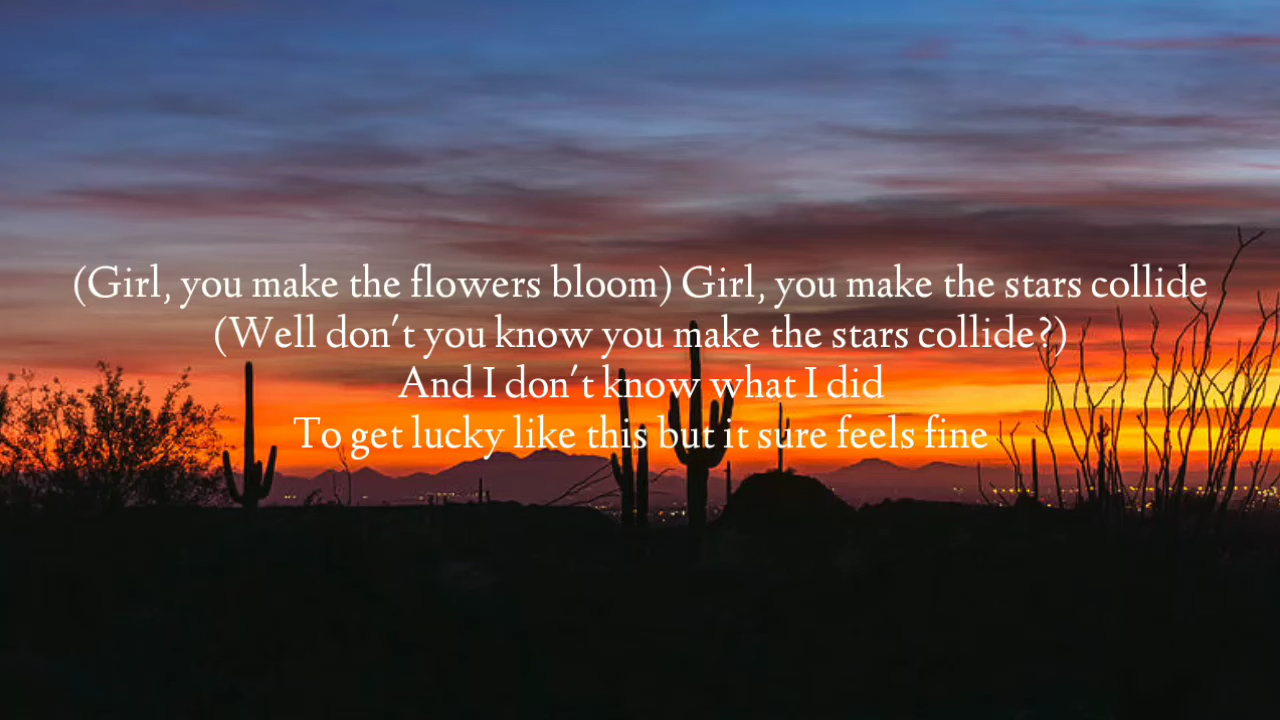 (Girl, you make the flowers bloom) Girl, you make the stars collide
(Well don't you know you make the stars collide?)
And I don't know what I did
To get lucky like this but it sure feels fine